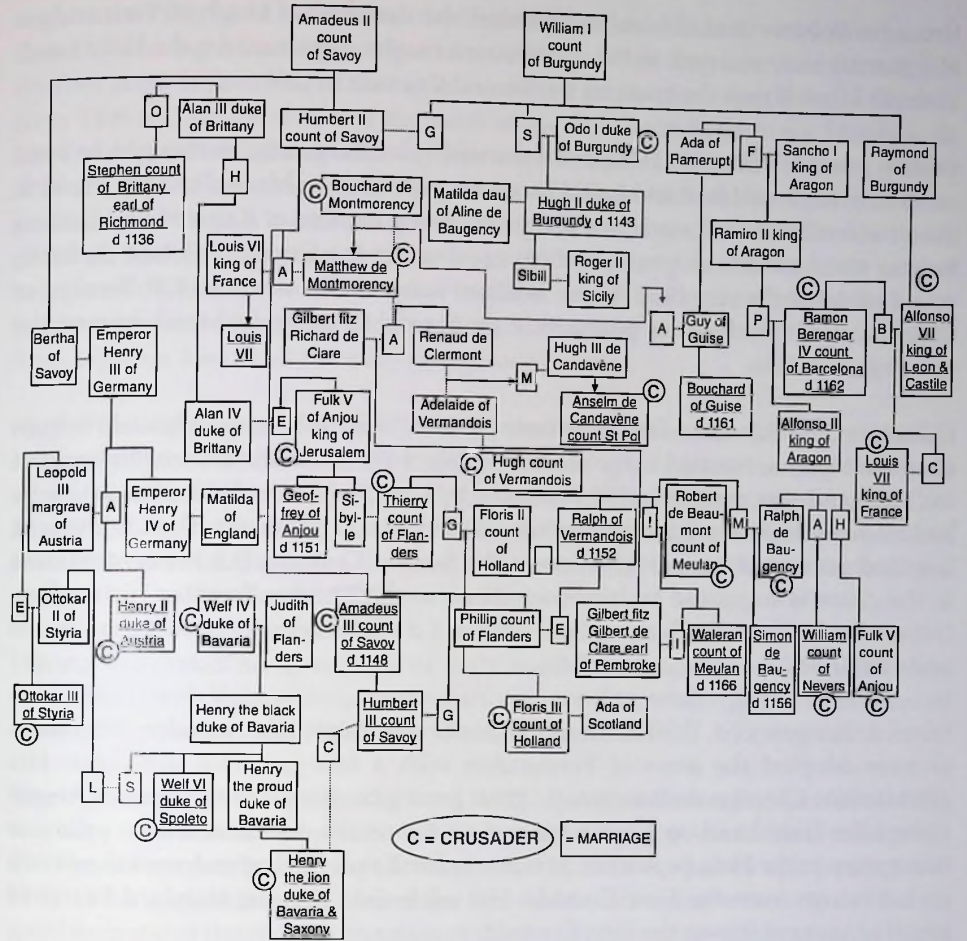 Amadeus II
count
of Savoy
William I
count
of Burgundy
O
Alan III duke
of Brittany
Humbert II
count of Savoy
G
S
Odo I duke
of Burgundy
C
Ada of
Ramerupt
F
Sancho I
king of
Aragon
Raymond
of
Burgundy
Stephen count
of Brittany
earl of
Richmond
d 1136
H
C
Bouchard de
Montmorency
Matilda dau
of Aline de
Baugency
Hugh II duke of
Burgundy d 1143
Ramiro II king
of Aragon
Louis VI
king of
France
A
Matthew de
Montmorency
C
Sibill
Roger II
king of
Sicily
C
C
Bertha
of
Savoy
Emperor
Henry
III of
Germany
Louis
VII
Gilbert fitz
Richard de
Clare
A
Renaud de
Clermont
Hugh III de
Candavène
A
Guy of
Guise
P
Ramon
Berengar
IV count
of Barcelona
d 1162
B
Alfonso
VII
king of
Leon &
Castile
M
Alan IV
duke of
Brittany
E
Fulk V
of Anjou
king of
Jerusalem
C
Adelaide of
Vermandois
Anselm de
Candavène
count St Pol
C
Bouchard
of Guise
d 1161
Alfonso II
king of
Aragon
C
Louis
VII
king of
France
C
Leopold
III
margrave
of
Austria
A
Emperor
Henry
IV of
Germany
Matilda
of
England
Geof-
frey of
Anjou
d 1151
Si-
byl-
le
C
Thierry
count
of Flan-
ders
G
C
Hugh count
of Vermandois
Floris II
count
of
Holland
Ralph of
Vermandois
d 1152
I
Robert
de Beau-
mont
count of
Meulan
C
M
Ralph
de
Bau-
gency
C
A
H
E
Ottokar
II of
Styria
Henry II
of
Austria
C
C
Welf IV
duke of
Bavaria
Judith
of
Flan-
ders
C
Amadeus
III count
of Savoy
d 1148
Phillip count
of Flanders
E
Gilbert fitz
Gilbert de
Clare earl
of Pembroke
I
Waleran
count of
Meulan
d 1166
Simon
de
Bau-
gency
d 1156
William
count
of
Nevers
C
Fulk V
count
of
Anjou
C
Ottokar III
of Styria
C
Henry the black
duke of Bavaria
C
Humbert
III count
of Savoy
G
C
Floris III
count of
Holland
Ada of
Scotland
L
S
Welf VI
duke of
Spoleto
C
Henry
the proud
duke of
Bavaria
C = CRUSADER
= MARRIAGE
C
Henry
the lion
duke of
Bavaria &
Saxony